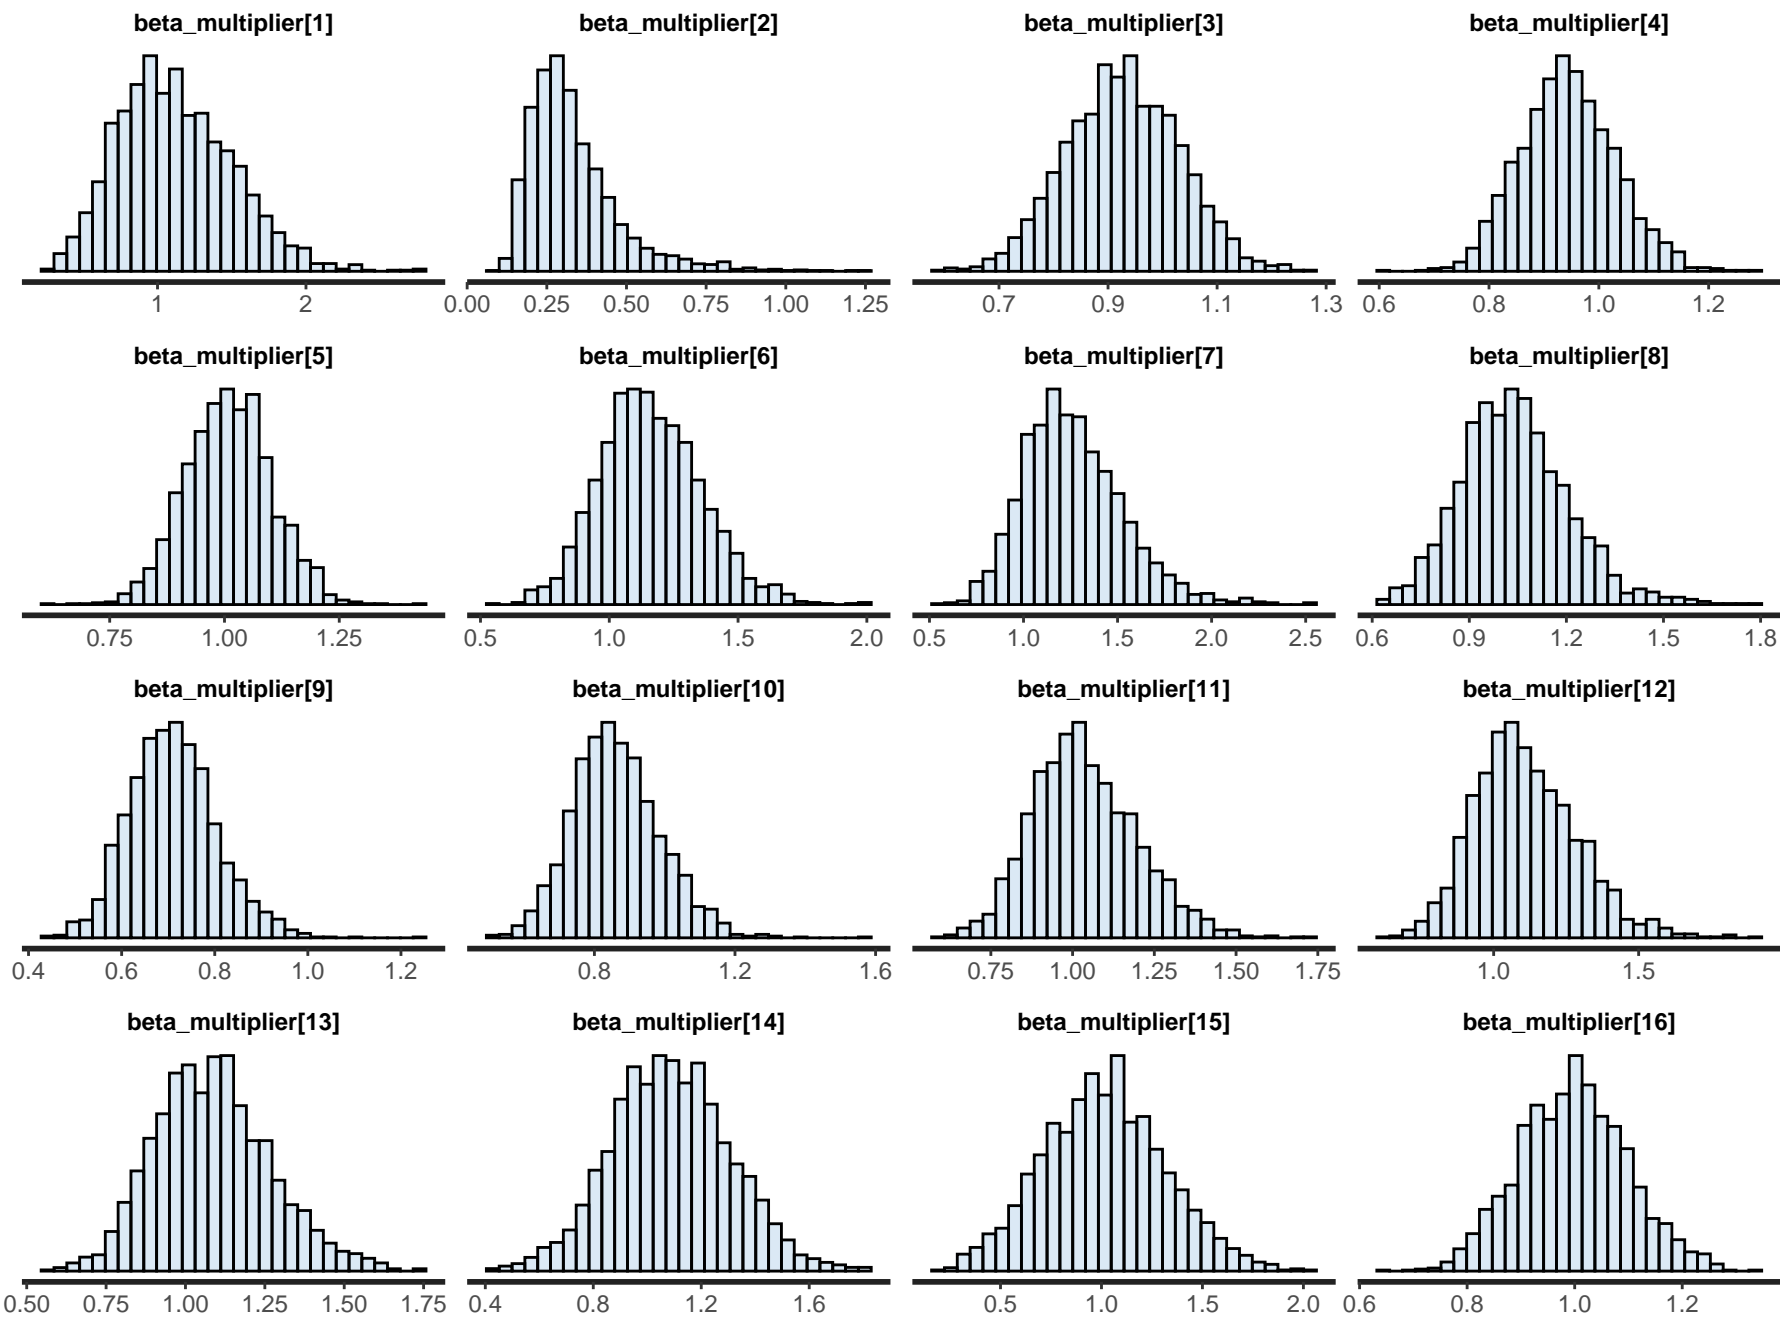 beta_multiplier[1] beta_multiplier[2] beta_multiplier[3] beta_multiplier[4]
1 2 0.00 0.25 0.50 0.75 1.00 1.25 0.7 0.9 1.1 1.3 0.6 0.8 1.0 1.2
beta_multiplier[5] beta_multiplier[6] beta_multiplier[7] beta_multiplier[8]
0.75 1.00 1.25 0.5 1.0 1.5 2.0 0.5 1.0 1.5 2.0 2.5 0.6 0.9 1.2 1.5 1.8
beta_multiplier[9] beta_multiplier[10] beta_multiplier[11] beta_multiplier[12]
0.4 0.6 0.8 1.0 1.2 0.8 1.2 1.6 0.75 1.00 1.25 1.50 1.75 1.0 1.5
beta_multiplier[13] beta_multiplier[14] beta_multiplier[15] beta_multiplier[16]
0.50 0.75 1.00 1.25 1.50 1.75 0.4 0.8 1.2 1.6 0.5 1.0 1.5 2.0 0.6 0.8 1.0 1.2